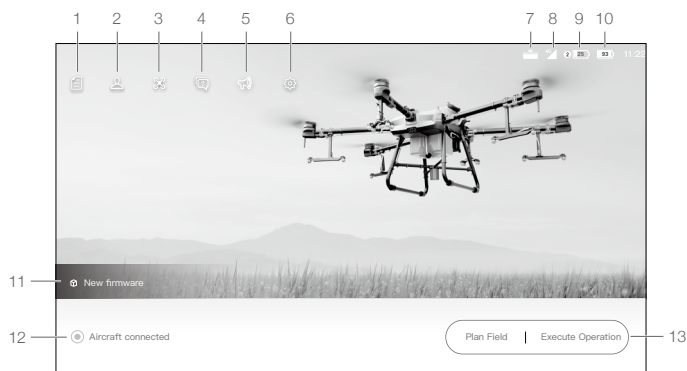 1 2 3 4 5 6 7 8 9 10
2 25 93 11:22
11 New firmware
12 Aircraft connected
Plan Field | Execute Operation 13